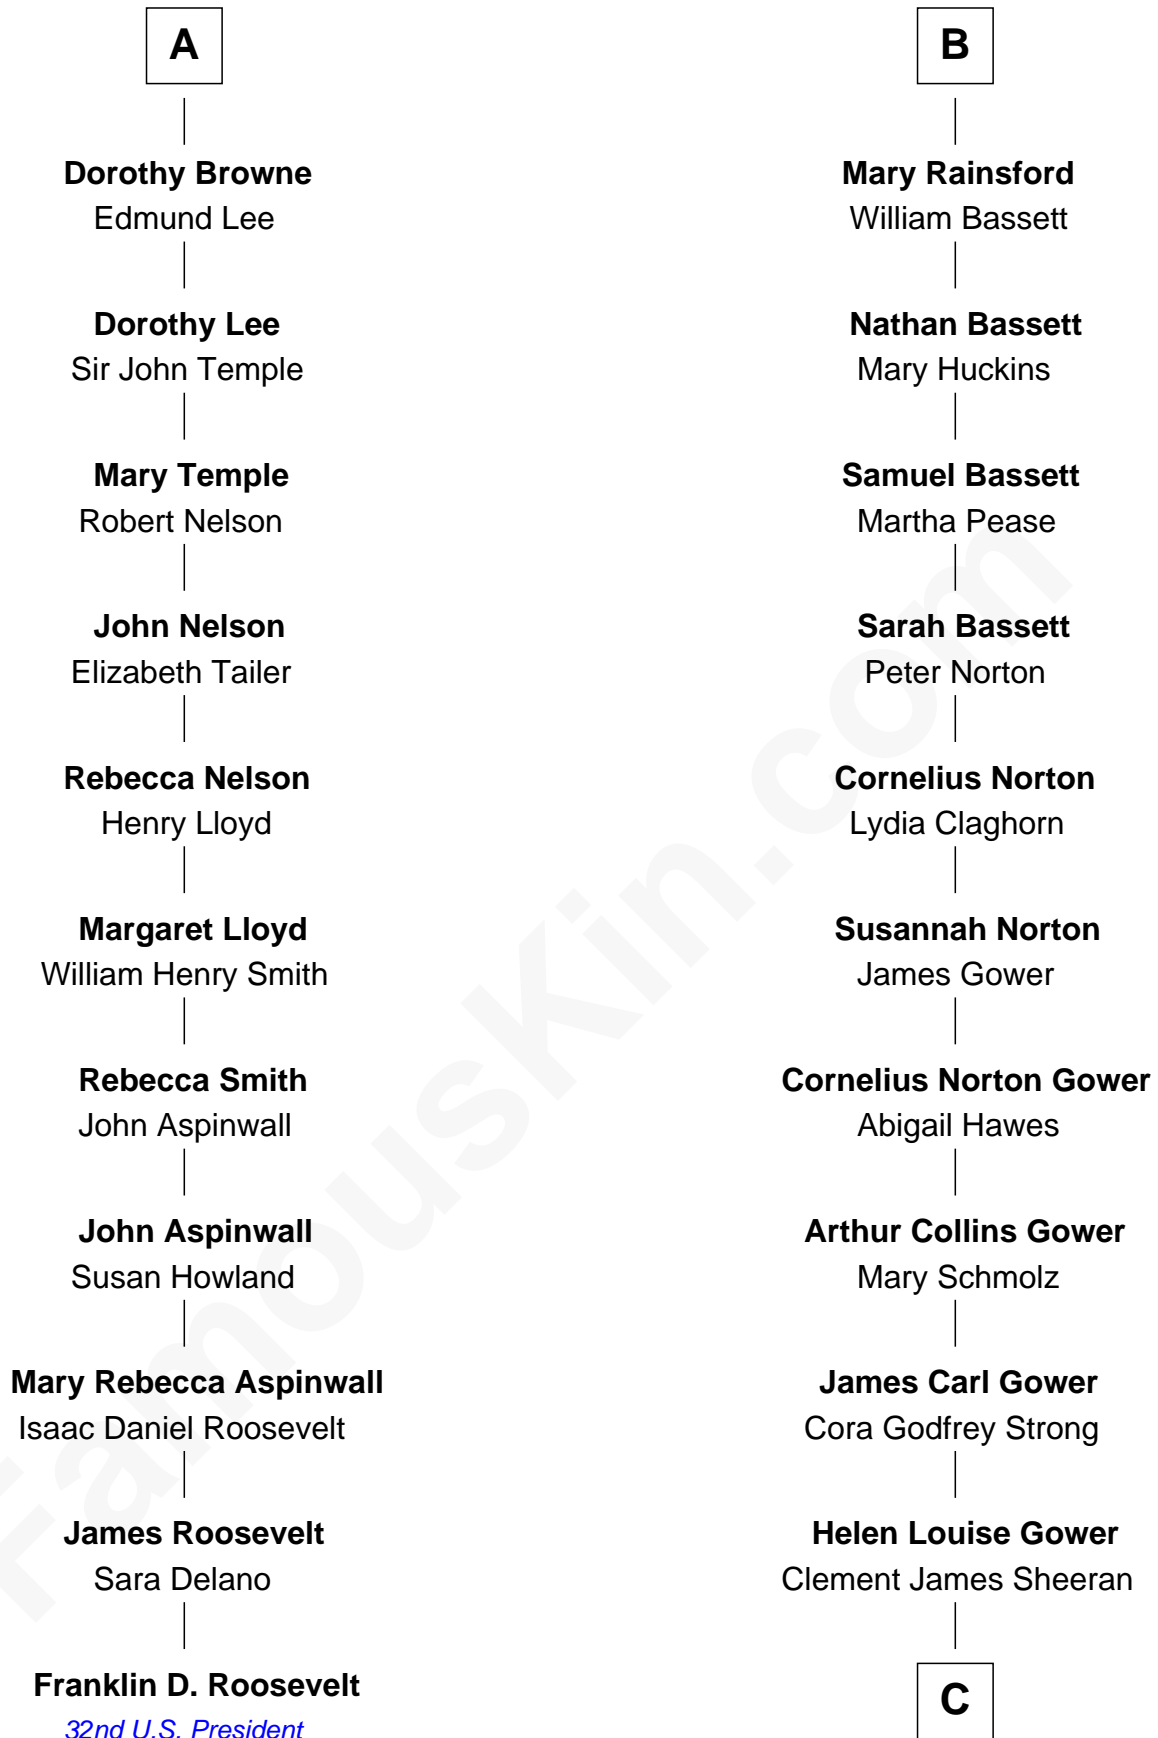 A
Dorothy Browne
Edmund Lee
Dorothy Lee
Sir John Temple
Mary Temple
Robert Nelson
John Nelson
Elizabeth Tailer
Rebecca Nelson
Henry Lloyd
Margaret Lloyd
William Henry Smith
Rebecca Smith
John Aspinwall
John Aspinwall
Susan Howland
Mary Rebecca Aspinwall
Isaac Daniel Roosevelt
James Roosevelt
Sara Delano
Franklin D. Roosevelt
32nd U.S. President
B
Mary Rainsford
William Bassett
Nathan Bassett
Mary Huckins
Samuel Bassett
Martha Pease
Sarah Bassett
Peter Norton
Cornelius Norton
Lydia Claghorn
Susannah Norton
James Gower
Cornelius Norton Gower
Abigail Hawes
Arthur Collins Gower
Mary Schmolz
James Carl Gower
Cora Godfrey Strong
Helen Louise Gower
Clement James Sheeran
C
FamousKin.com